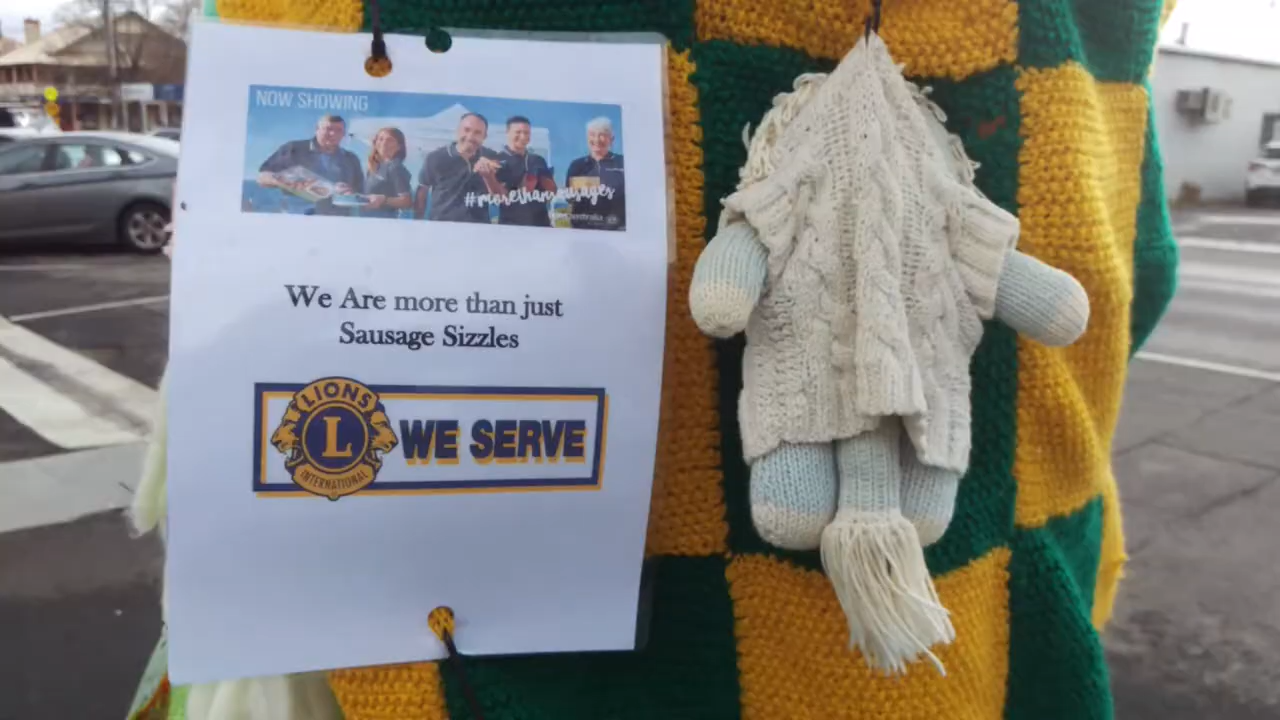 NOW SHOWING
#morethansausages
We Are more than just
Sausage Sizzles
LIONS
L
INTERNATIONAL
WE SERVE